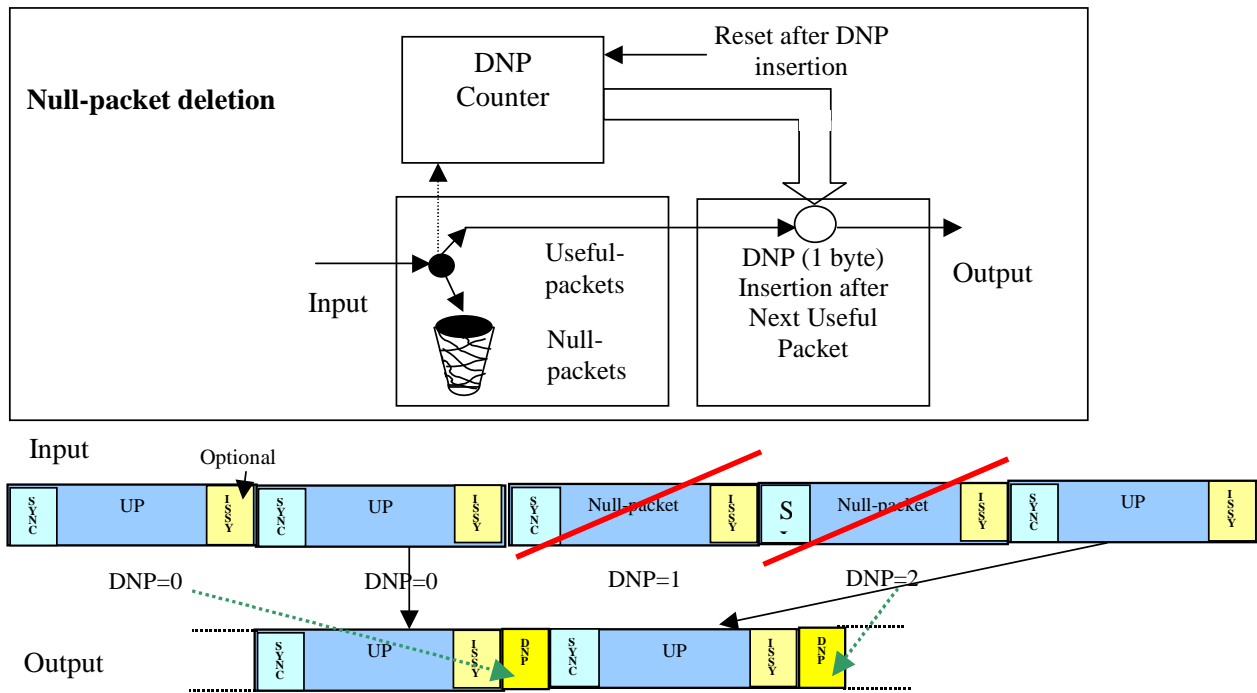 Null-packet deletion
DNP
Counter
Reset after DNP
insertion
Input
Useful-
packets
Null-
packets
DNP (1 byte)
Insertion after
Next Useful
Packet
Output
Input
Optional
SYNC UP ISSY SYNC UP ISSY SYNC Null-packet ISSY S Null-packet ISSY SYNC UP ISSY
DNP=0 DNP=0 DNP=1 DNP=2
Output
SYNC UP ISSY DNP SYNC UP ISSY DNP